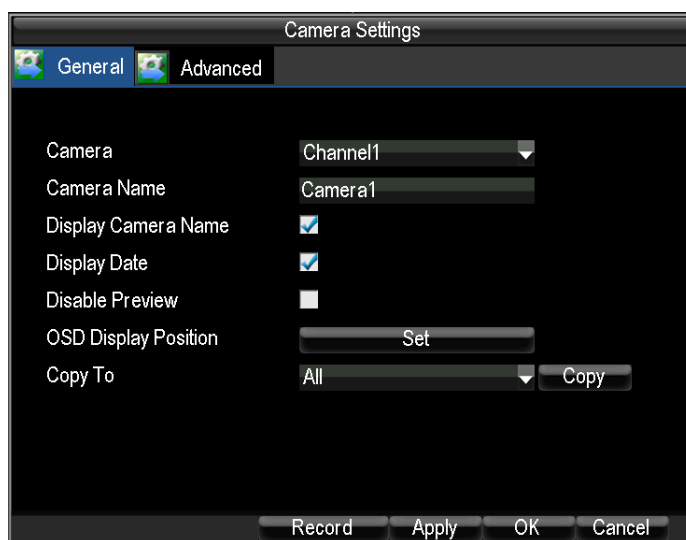 Camera Settings
General Advanced
Camera Channel1
Camera Name Camera1
Display Camera Name
Display Date
Disable Preview
OSD Display Position Set
Copy To All Copy
Record Apply OK Cancel